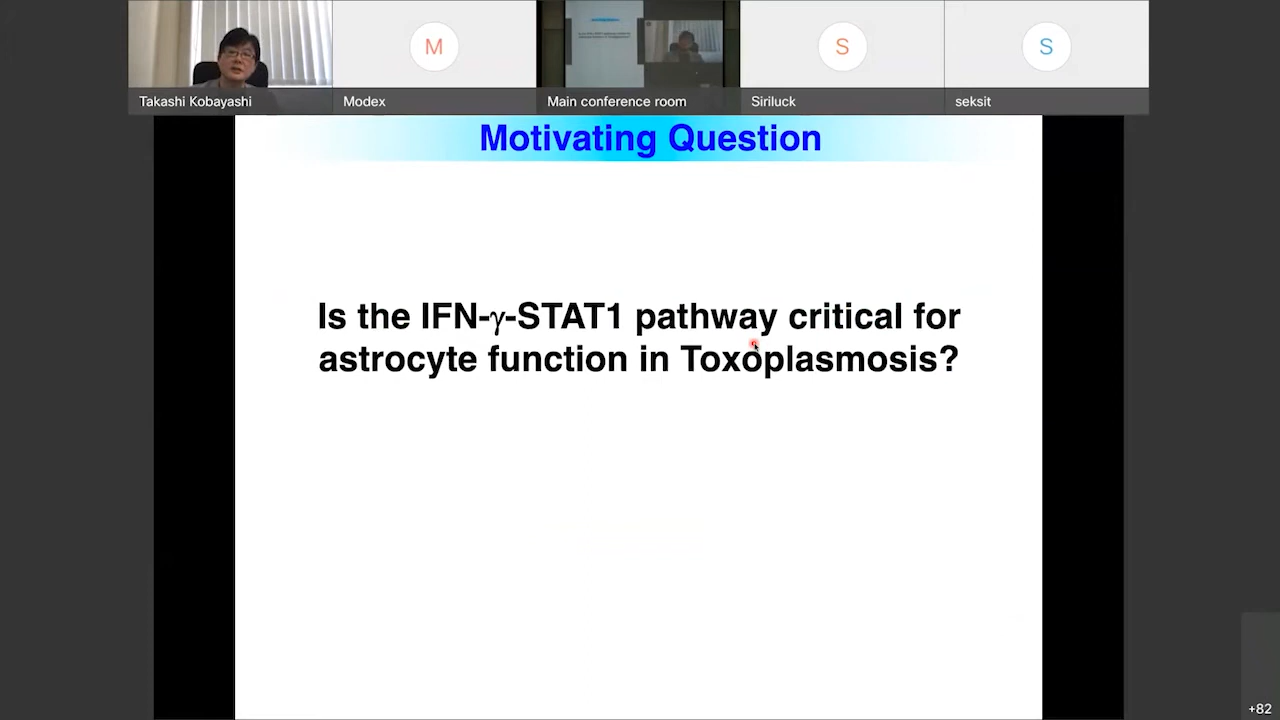 M
S
S
Takashi Kobayashi
Modex
Main conference room
Siriluck
seksit
Motivating Question
Is the IFN-γ-STAT1 pathway critical for
astrocyte function in Toxoplasmosis?
+82